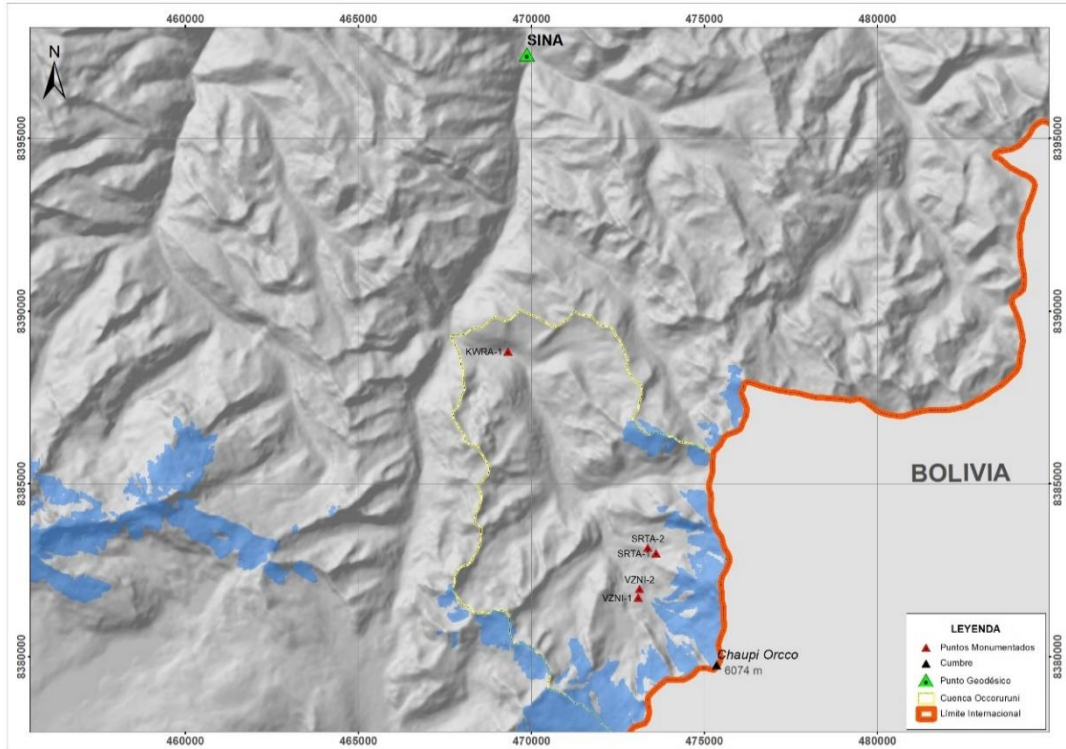 460000
465000
470000
475000
480000
SINA
N
8395000
8395000
8390000
8390000
KWRA-1
8385000
8385000
BOLIVIA
SRTA-2
SRTA-1
VZNI-2
VZNI-1
8380000
8380000
Chaupi Orcco
6074 m
LEYENDA
Puntos Monumentados
Cumbre
Punto Geodésico
Cuenca Occoruruni
Límite Internacional
460000
465000
470000
475000
480000